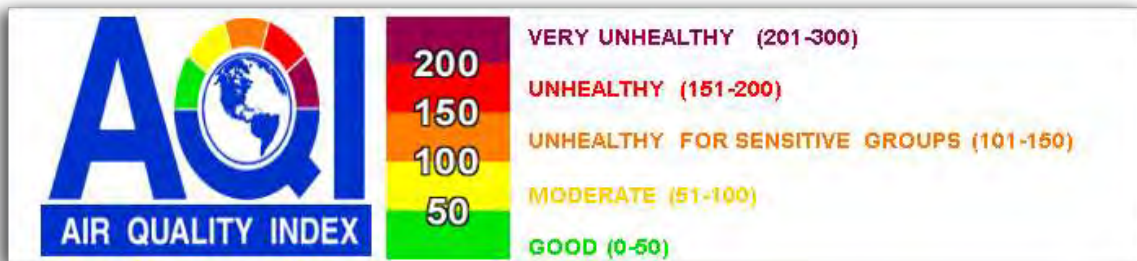 AQI
AIR QUALITY INDEX
200
150
100
50
VERY UNHEALTHY (201-300)
UNHEALTHY (151-200)
UNHEALTHY FOR SENSITIVE GROUPS (101-150)
MODERATE (51-100)
GOOD (0-50)